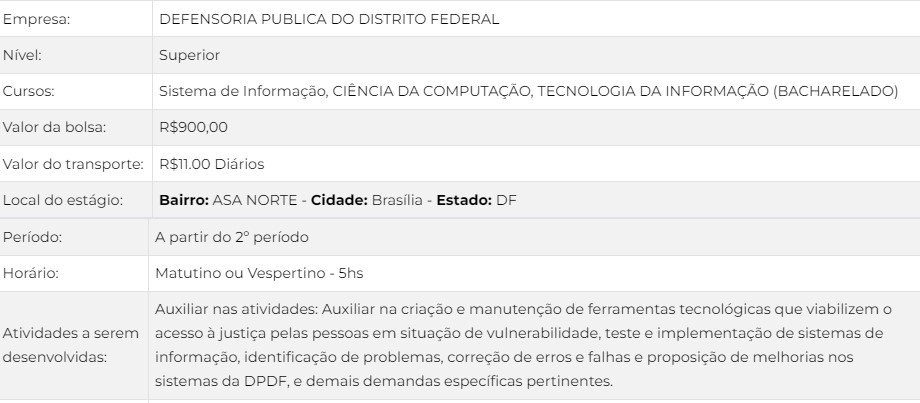 Empresa: DEFENSORIA PUBLICA DO DISTRITO FEDERAL
Nível: Superior
Cursos: Sistema de Informação, CIÊNCIA DA COMPUTAÇÃO, TECNOLOGIA DA INFORMAÇÃO (BACHARELADO)
Valor da bolsa: R$900,00
Valor do transporte: R$11.00 Diários
Local do estágio: Bairro: ASA NORTE - Cidade: Brasília - Estado: DF
Período: A partir do 2º período
Horário: Matutino ou Vespertino - 5hs
Atividades a serem
desenvolvidas:
Auxiliar nas atividades: Auxiliar na criação e manutenção de ferramentas tecnológicas que viabilizem o
acesso à justiça pelas pessoas em situação de vulnerabilidade, teste e implementação de sistemas de
informação, identificação de problemas, correção de erros e falhas e proposição de melhorias nos
sistemas da DPDF, e demais demandas específicas pertinentes.